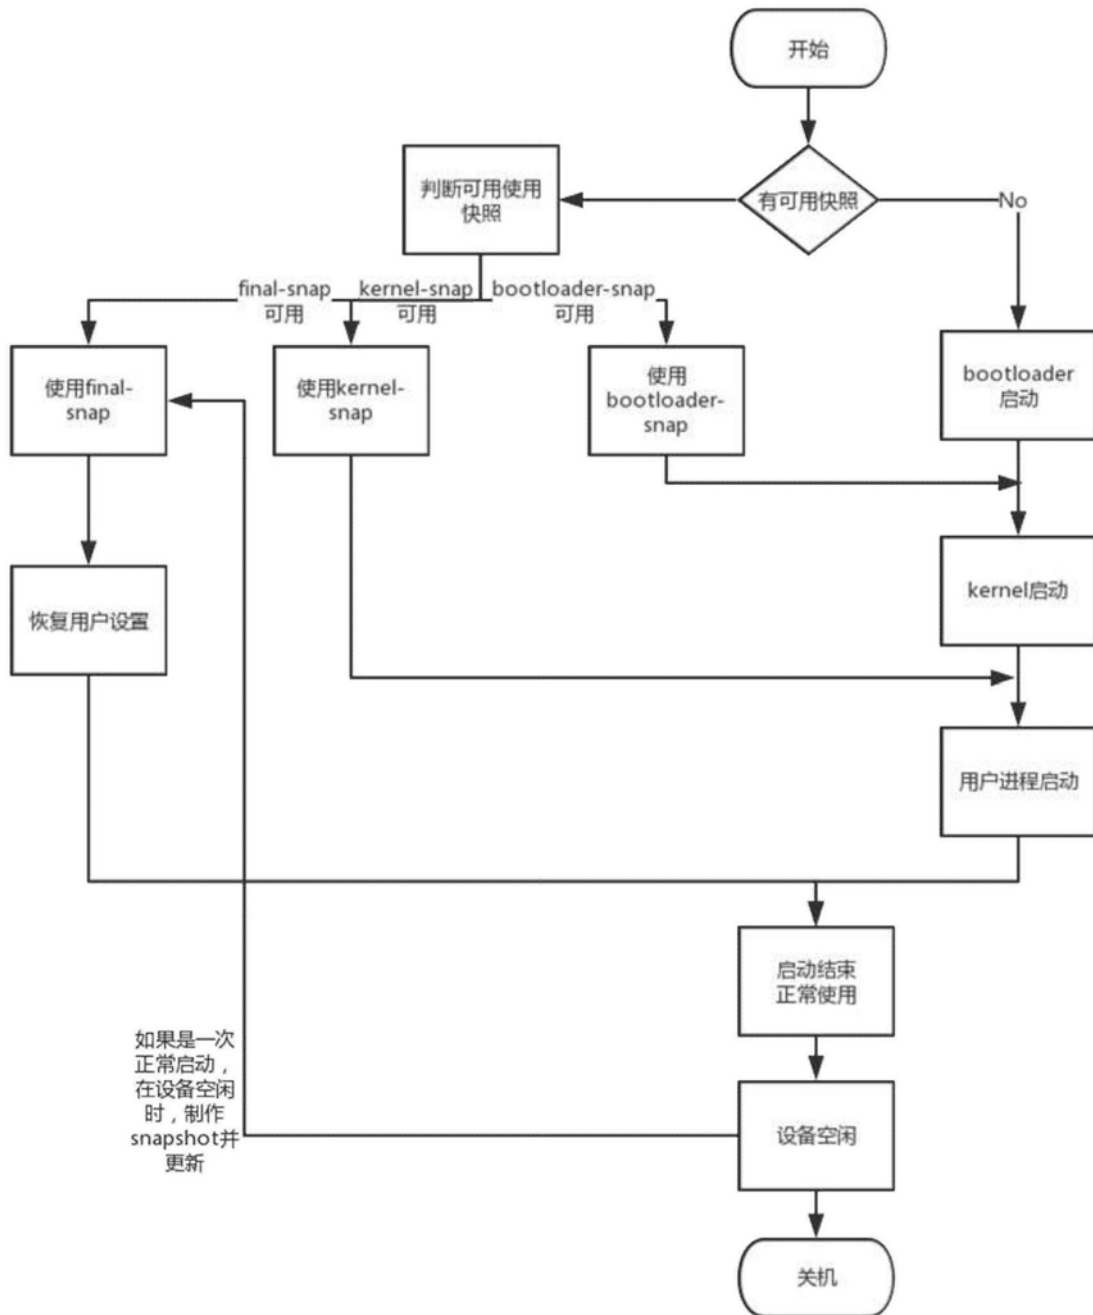 开始
判断可用使用
快照
有可用快照
No
final-snap
可用
kernel-snap
可用
bootloader-snap
可用
使用final-
snap
使用kernel-
snap
使用
bootloader-
snap
bootloader
启动
恢复用户设置
kernel启动
用户进程启动
启动结束
正常使用
如果是一次
正常启动，
在设备空闲
时，制作
snapshot并
更新
设备空闲
关机